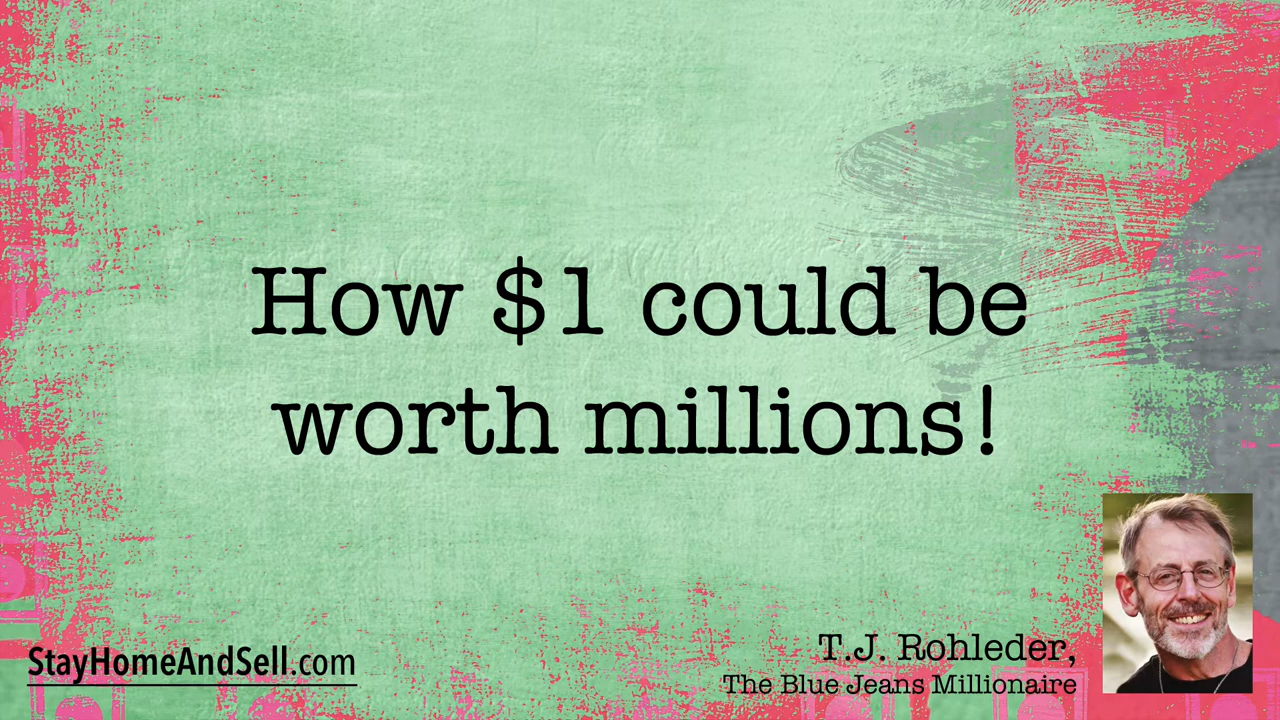 How $1 could be
worth millions!
StayHomeAndSell.com
T.J. Rohleder,
The Blue Jeans Millionaire